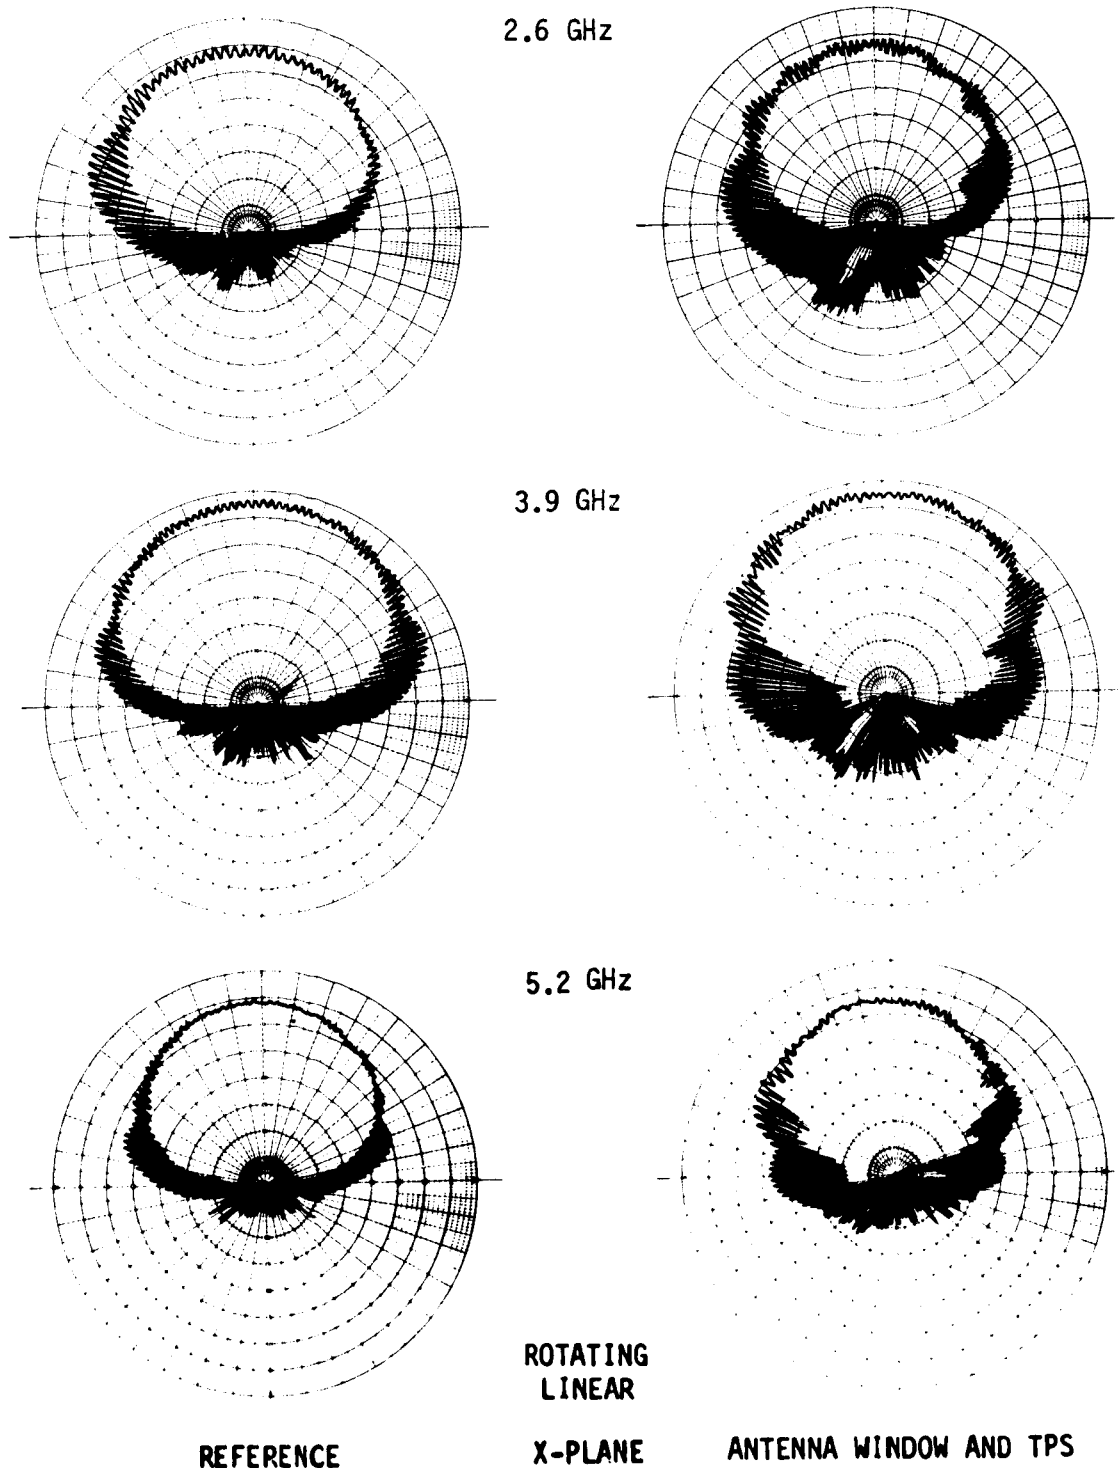 2.6 GHz
3.9 GHz
5.2 GHz
ROTATING
LINEAR
REFERENCE
X-PLANE
ANTENNA WINDOW AND TPS